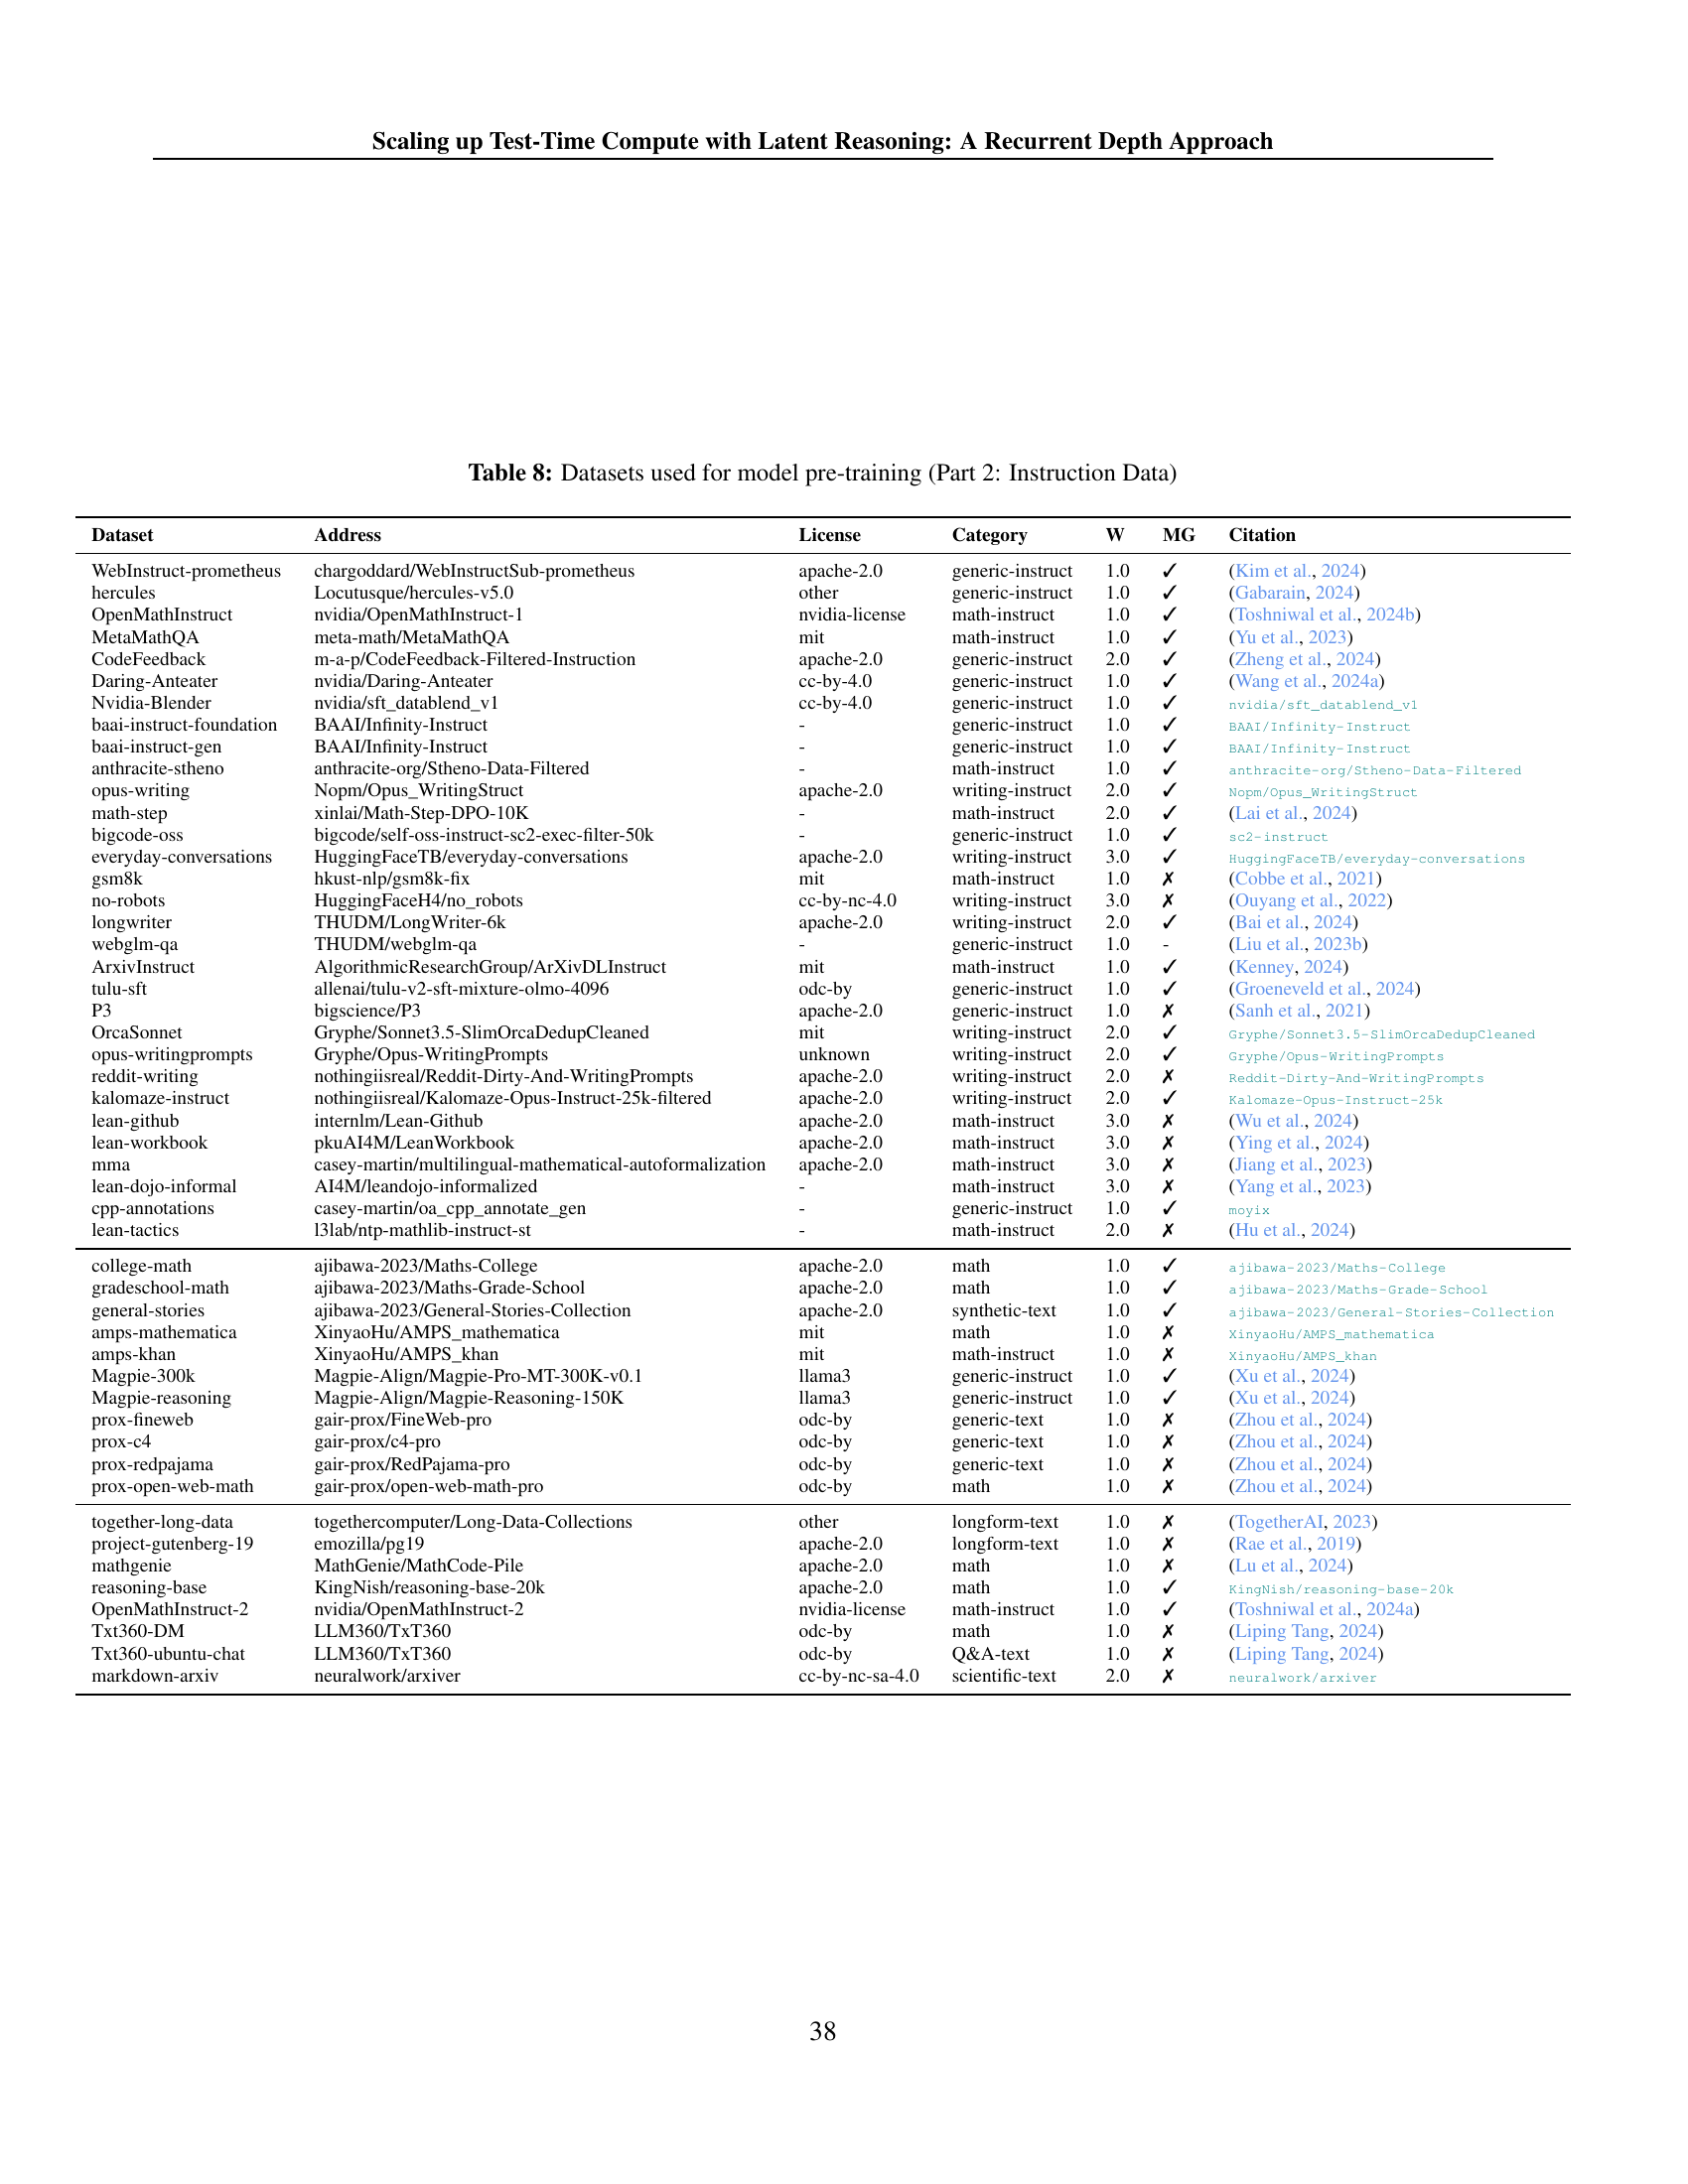 Scaling up Test-Time Compute with Latent Reasoning: A Recurrent Depth Approach
Table 8: Datasets used for model pre-training (Part 2: Instruction Data)
Dataset Address License Category W MG Citation
WebInstruct-prometheus chargoddard/WebInstructSub-prometheus apache-2.0 generic-instruct 1.0 ✓ (Kim et al., 2024)
hercules Locutusque/hercules-v5.0 other generic-instruct 1.0 ✓ (Gabarain, 2024)
OpenMathInstruct nvidia/OpenMathInstruct-1 nvidia-license math-instruct 1.0 ✓ (Toshniwal et al., 2024b)
MetaMathQA meta-math/MetaMathQA mit math-instruct 1.0 ✓ (Yu et al., 2023)
CodeFeedback m-a-p/CodeFeedback-Filtered-Instruction apache-2.0 generic-instruct 2.0 ✓ (Zheng et al., 2024)
Daring-Anteater nvidia/Daring-Anteater cc-by-4.0 generic-instruct 1.0 ✓ (Wang et al., 2024a)
Nvidia-Blender nvidia/sft_datablend_v1 cc-by-4.0 generic-instruct 1.0 ✓ nvidia/sft_datablend_v1
baai-instruct-foundation BAAI/Infinity-Instruct - generic-instruct 1.0 ✓ BAAI/Infinity-Instruct
baai-instruct-gen BAAI/Infinity-Instruct - generic-instruct 1.0 ✓ BAAI/Infinity-Instruct
anthracite-stheno anthracite-org/Stheno-Data-Filtered - math-instruct 1.0 ✓ anthracite-org/Stheno-Data-Filtered
opus-writing Nopm/Opus_WritingStruct apache-2.0 writing-instruct 2.0 ✓ Nopm/Opus_WritingStruct
math-step xinlai/Math-Step-DPO-10K - math-instruct 2.0 ✓ (Lai et al., 2024)
bigcode-oss bigcode/self-oss-instruct-sc2-exec-filter-50k - generic-instruct 1.0 ✓ sc2-instruct
everyday-conversations HuggingFaceTB/everyday-conversations apache-2.0 writing-instruct 3.0 ✓ HuggingFaceTB/everyday-conversations
gsm8k hkust-nlp/gsm8k-fix mit math-instruct 1.0 ✗ (Cobbe et al., 2021)
no-robots HuggingFaceH4/no_robots cc-by-nc-4.0 writing-instruct 3.0 ✗ (Ouyang et al., 2022)
longwriter THUDM/LongWriter-6k apache-2.0 writing-instruct 2.0 ✓ (Bai et al., 2024)
webglm-qa THUDM/webglm-qa - generic-instruct 1.0 - (Liu et al., 2023b)
ArxivInstruct AlgorithmicResearchGroup/ArXivDLInstruct mit math-instruct 1.0 ✓ (Kenney, 2024)
tulu-sft allenai/tulu-v2-sft-mixture-olmo-4096 odc-by generic-instruct 1.0 ✓ (Groeneveld et al., 2024)
P3 bigscience/P3 apache-2.0 generic-instruct 1.0 ✗ (Sanh et al., 2021)
OrcaSonnet Gryphe/Sonnet3.5-SlimOrcaDedupCleaned mit writing-instruct 2.0 ✓ Gryphe/Sonnet3.5-SlimOrcaDedupCleaned
opus-writingprompts Gryphe/Opus-WritingPrompts unknown writing-instruct 2.0 ✓ Gryphe/Opus-WritingPrompts
reddit-writing nothingiisreal/Reddit-Dirty-And-WritingPrompts apache-2.0 writing-instruct 2.0 ✗ Reddit-Dirty-And-WritingPrompts
kalomaze-instruct nothingiisreal/Kalomaze-Opus-Instruct-25k-filtered apache-2.0 writing-instruct 2.0 ✓ Kalomaze-Opus-Instruct-25k
lean-github internlm/Lean-Github apache-2.0 math-instruct 3.0 ✗ (Wu et al., 2024)
lean-workbook pkuAI4M/LeanWorkbook apache-2.0 math-instruct 3.0 ✗ (Ying et al., 2024)
mma casey-martin/multilingual-mathematical-autoformalization apache-2.0 math-instruct 3.0 ✗ (Jiang et al., 2023)
lean-dojo-informal AI4M/leandojo-informalized - math-instruct 3.0 ✗ (Yang et al., 2023)
cpp-annotations casey-martin/oa_cpp_annotate_gen - generic-instruct 1.0 ✓ moyix
lean-tactics l3lab/ntp-mathlib-instruct-st - math-instruct 2.0 ✗ (Hu et al., 2024)
college-math ajibawa-2023/Maths-College apache-2.0 math 1.0 ✓ ajibawa-2023/Maths-College
gradeschool-math ajibawa-2023/Maths-Grade-School apache-2.0 math 1.0 ✓ ajibawa-2023/Maths-Grade-School
general-stories ajibawa-2023/General-Stories-Collection apache-2.0 synthetic-text 1.0 ✓ ajibawa-2023/General-Stories-Collection
amps-mathematica XinyaoHu/AMPS_mathematica mit math 1.0 ✗ XinyaoHu/AMPS_mathematica
amps-khan XinyaoHu/AMPS_khan mit math-instruct 1.0 ✗ XinyaoHu/AMPS_khan
Magpie-300k Magpie-Align/Magpie-Pro-MT-300K-v0.1 llama3 generic-instruct 1.0 ✓ (Xu et al., 2024)
Magpie-reasoning Magpie-Align/Magpie-Reasoning-150K llama3 generic-instruct 1.0 ✓ (Xu et al., 2024)
prox-fineweb gair-prox/FineWeb-pro odc-by generic-text 1.0 ✗ (Zhou et al., 2024)
prox-c4 gair-prox/c4-pro odc-by generic-text 1.0 ✗ (Zhou et al., 2024)
prox-redpajama gair-prox/RedPajama-pro odc-by generic-text 1.0 ✗ (Zhou et al., 2024)
prox-open-web-math gair-prox/open-web-math-pro odc-by math 1.0 ✗ (Zhou et al., 2024)
together-long-data togethercomputer/Long-Data-Collections other longform-text 1.0 ✗ (TogetherAI, 2023)
project-gutenberg-19 emozilla/pg19 apache-2.0 longform-text 1.0 ✗ (Rae et al., 2019)
mathgenie MathGenie/MathCode-Pile apache-2.0 math 1.0 ✗ (Lu et al., 2024)
reasoning-base KingNish/reasoning-base-20k apache-2.0 math 1.0 ✓ KingNish/reasoning-base-20k
OpenMathInstruct-2 nvidia/OpenMathInstruct-2 nvidia-license math-instruct 1.0 ✓ (Toshniwal et al., 2024a)
Txt360-DM LLM360/TxT360 odc-by math 1.0 ✗ (Liping Tang, 2024)
Txt360-ubuntu-chat LLM360/TxT360 odc-by Q&A-text 1.0 ✗ (Liping Tang, 2024)
markdown-arxiv neuralwork/arxiver cc-by-nc-sa-4.0 scientific-text 2.0 ✗ neuralwork/arxiver
38